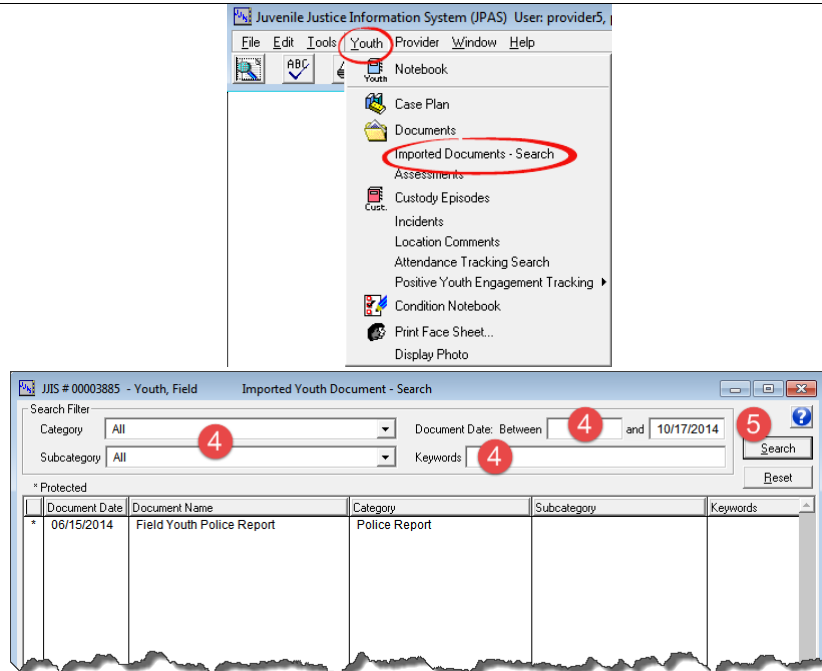 Juvenile Justice Information System (JPAS) User: provider5,
File Edit Tools Youth Provider Window Help
ABC
Youth Notebook
Case Plan
Documents
Imported Documents - Search
Assessments
Cust. Custody Episodes
Incidents
Location Comments
Attendance Tracking Search
Positive Youth Engagement Tracking
Condition Notebook
Print Face Sheet...
Display Photo
JJIS # 00003885 - Youth, Field Imported Youth Document - Search
Search Filter
Category All 4 Document Date: Between 4 and 10/17/2014 5 ?
Subcategory All Keywords 4 Search
Reset
* Protected
Document Date Document Name Category Subcategory Keywords
* 06/15/2014 Field Youth Police Report Police Report